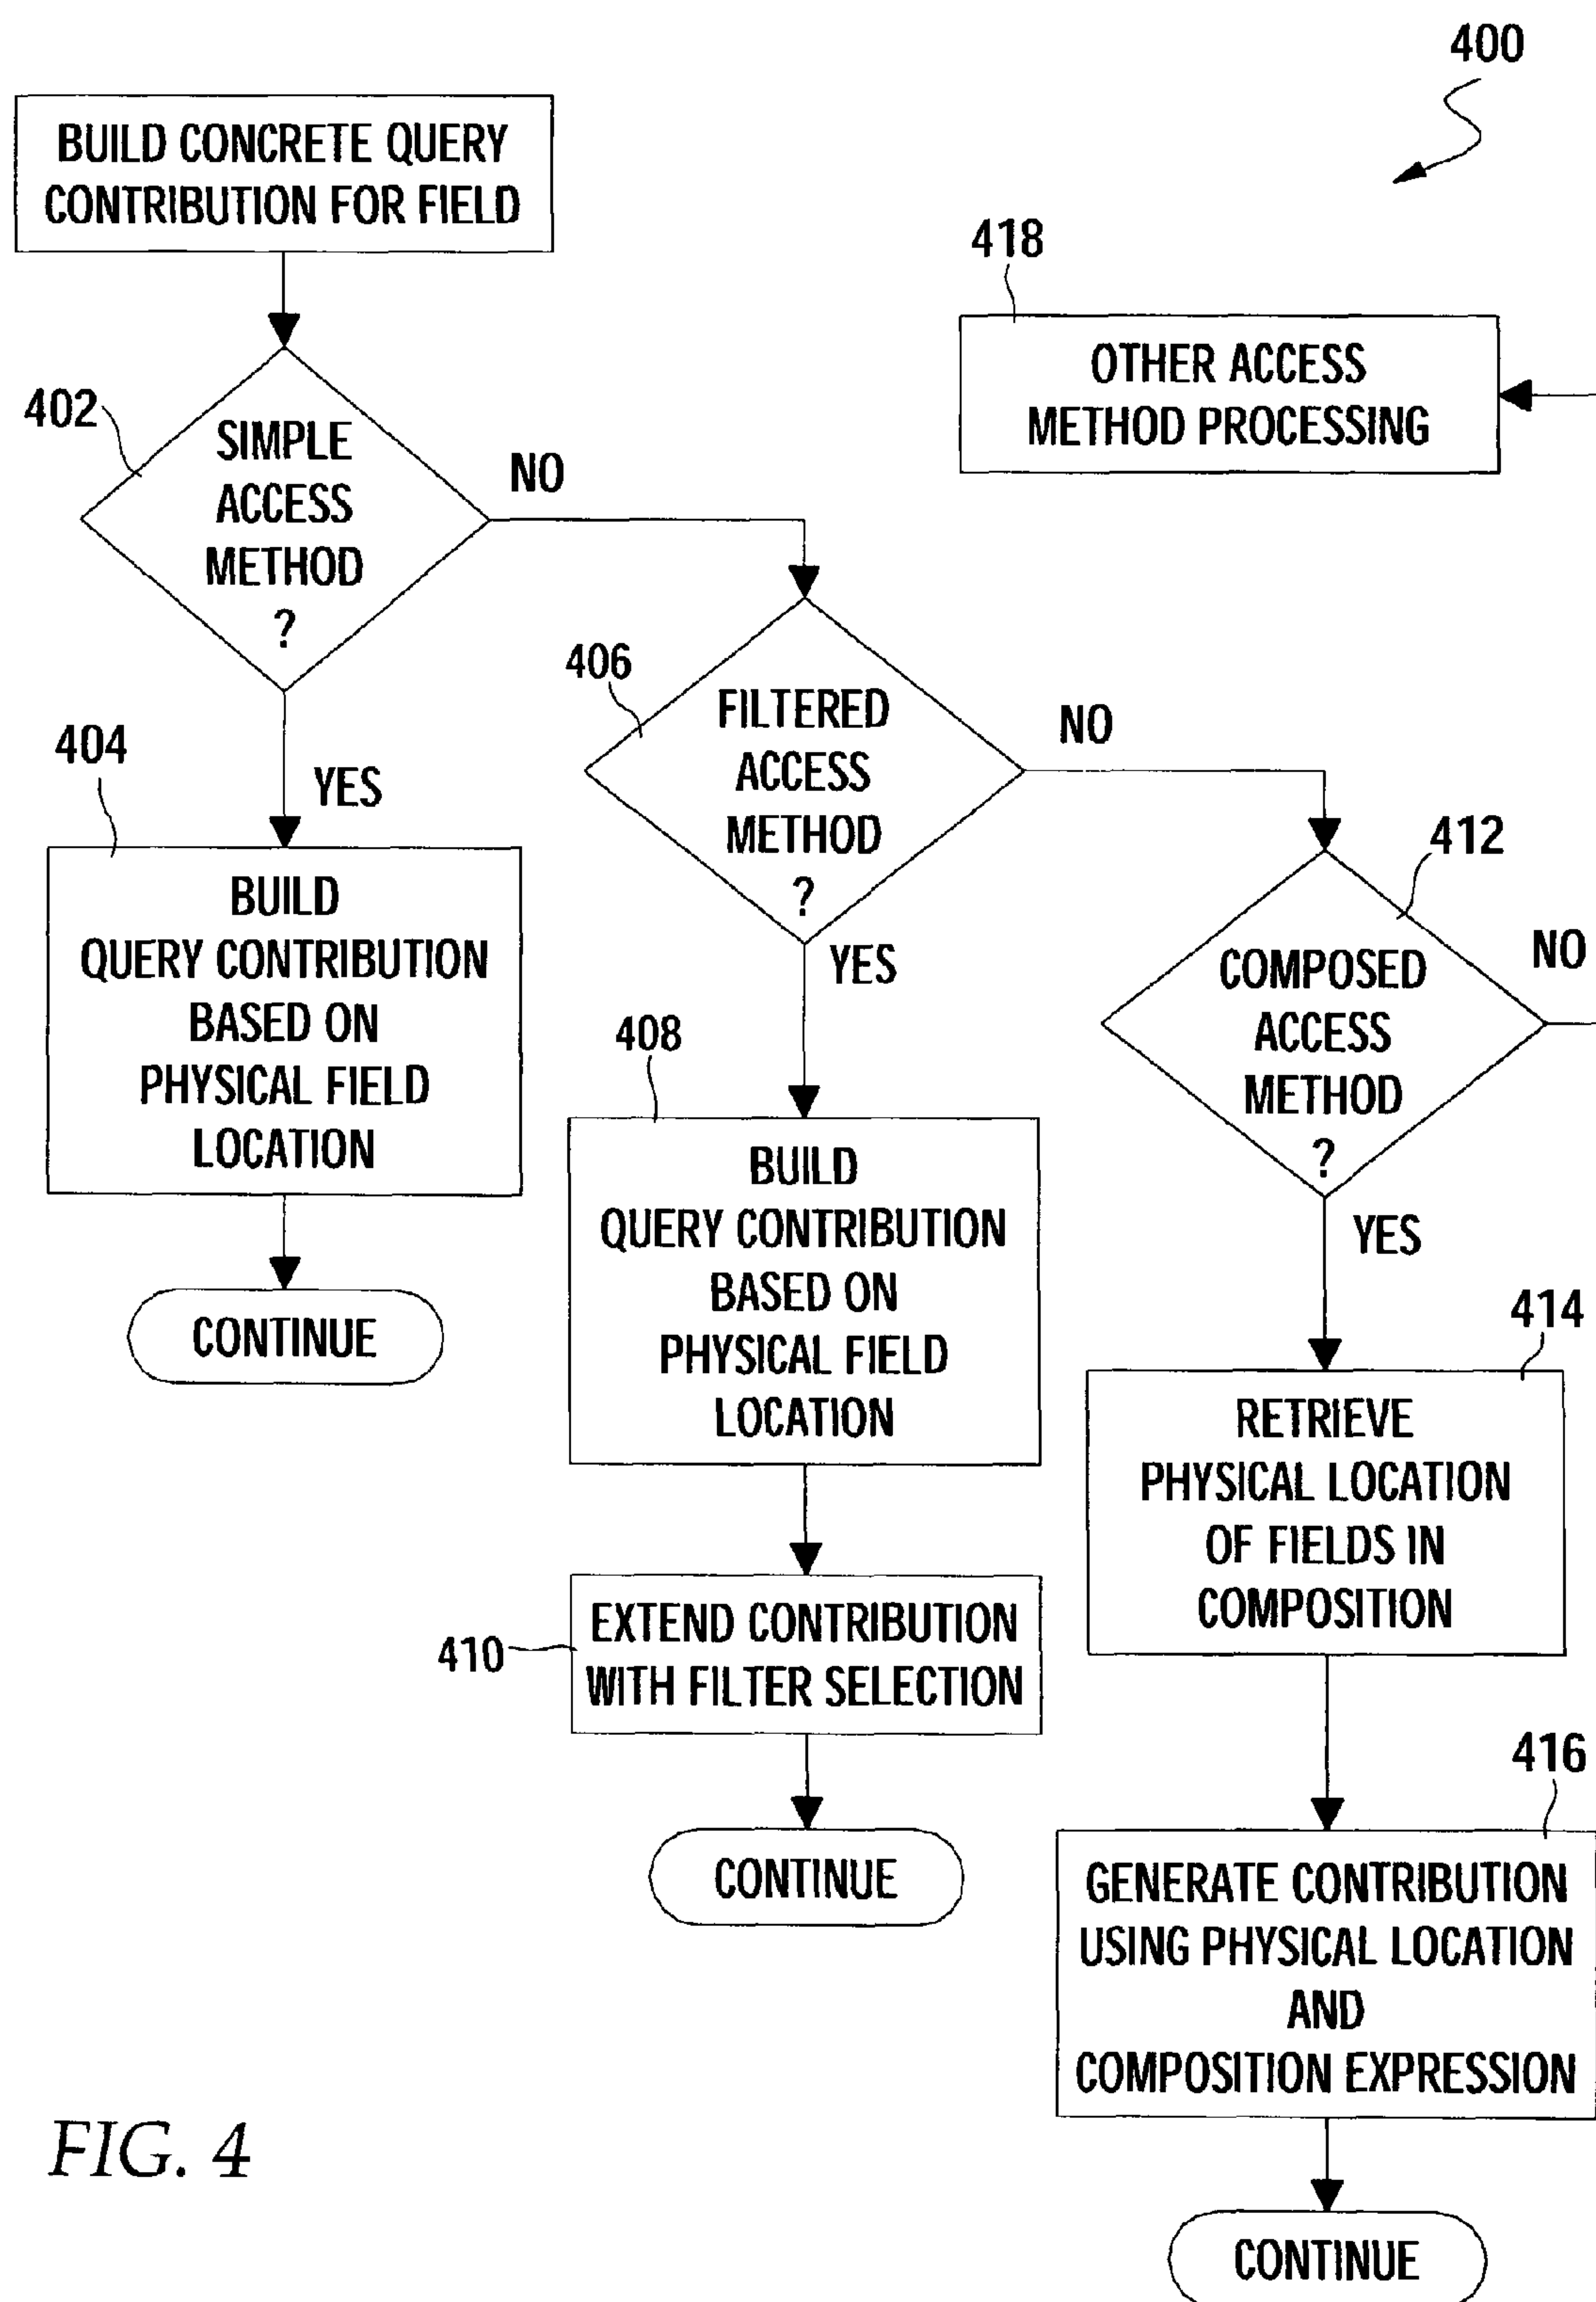 400
BUILD CONCRETE QUERY
CONTRIBUTION FOR FIELD
418
OTHER ACCESS
METHOD PROCESSING
402
SIMPLE
ACCESS
METHOD
?
NO
YES
404
BUILD
QUERY CONTRIBUTION
BASED ON
PHYSICAL FIELD
LOCATION
CONTINUE
406
FILTERED
ACCESS
METHOD
?
NO
YES
408
BUILD
QUERY CONTRIBUTION
BASED ON
PHYSICAL FIELD
LOCATION
410
EXTEND CONTRIBUTION
WITH FILTER SELECTION
CONTINUE
412
COMPOSED
ACCESS
METHOD
?
NO
YES
414
RETRIEVE
PHYSICAL LOCATION
OF FIELDS IN
COMPOSITION
416
GENERATE CONTRIBUTION
USING PHYSICAL LOCATION
AND
COMPOSITION EXPRESSION
CONTINUE
FIG. 4